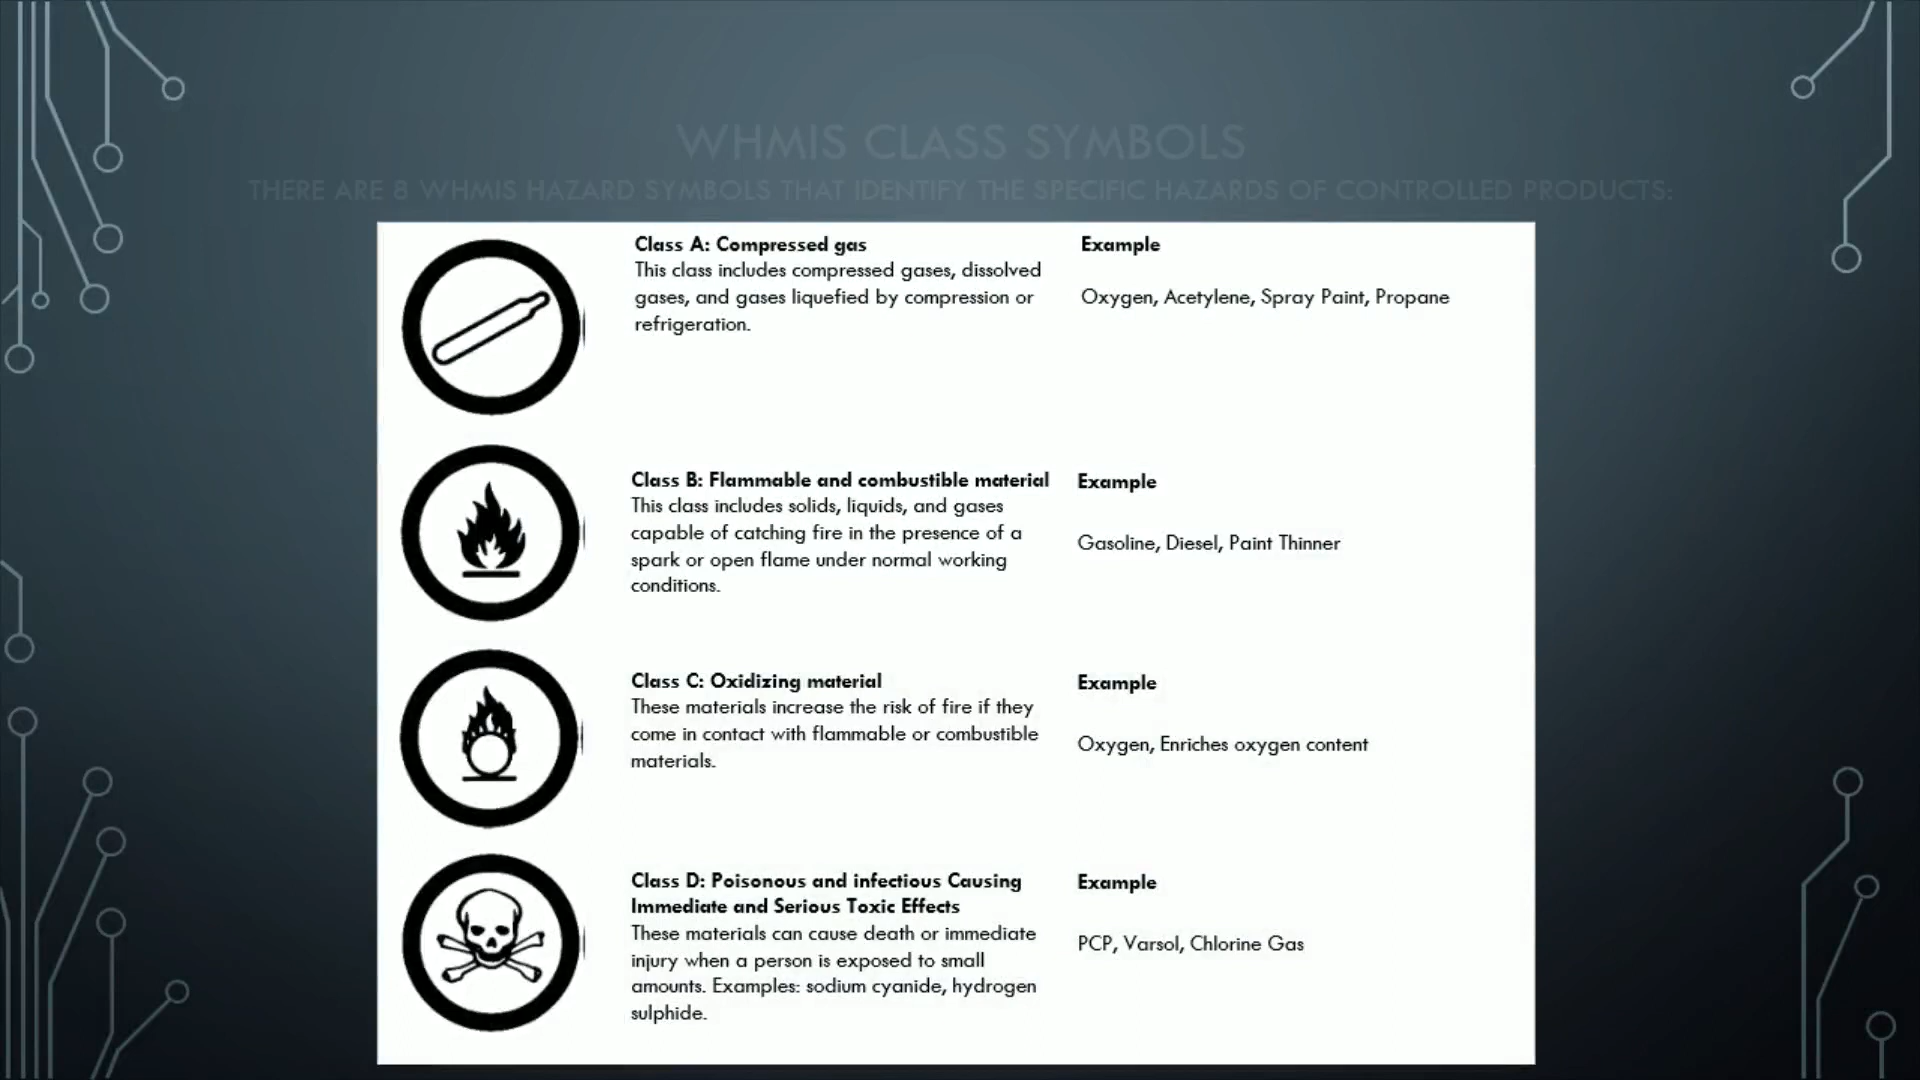 WHMIS CLASS SYMBOLS
THERE ARE 8 WHMIS HAZARD SYMBOLS THAT IDENTIFY THE SPECIFIC HAZARDS OF CONTROLLED PRODUCTS:
Class A: Compressed gas
This class includes compressed gases, dissolved
gases, and gases liquefied by compression or
refrigeration.
Example
Oxygen, Acetylene, Spray Paint, Propane
Class B: Flammable and combustible material
This class includes solids, liquids, and gases
capable of catching fire in the presence of a
spark or open flame under normal working
conditions.
Example
Gasoline, Diesel, Paint Thinner
Class C: Oxidizing material
These materials increase the risk of fire if they
come in contact with flammable or combustible
materials.
Example
Oxygen, Enriches oxygen content
Class D: Poisonous and infectious Causing
Immediate and Serious Toxic Effects
These materials can cause death or immediate
injury when a person is exposed to small
amounts. Examples: sodium cyanide, hydrogen
sulphide.
Example
PCP, Varsol, Chlorine Gas